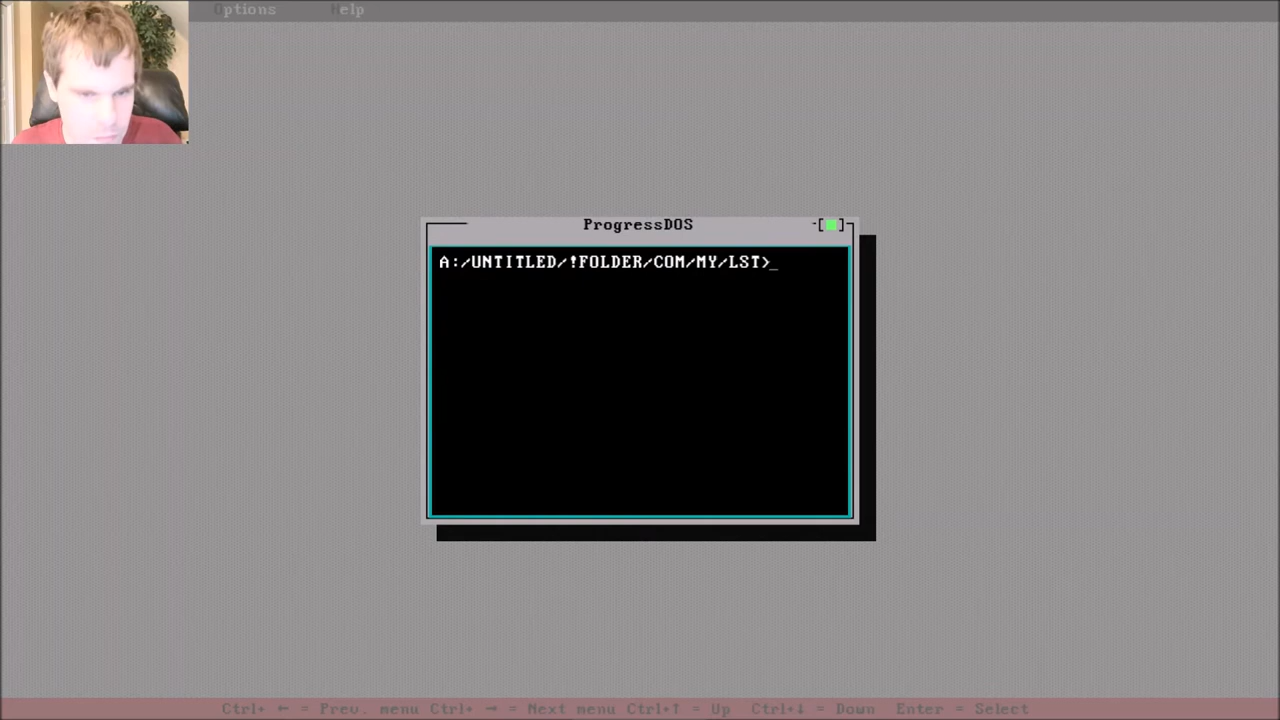 Options Help
ProgressDOS
A:/UNTITLED/!FOLDER/COM/MY/LST>_
Ctrl+ ← = Prev. menu Ctrl+ → = Next menu Ctrl+↑ = Up Ctrl+↓ = Down Enter = Select